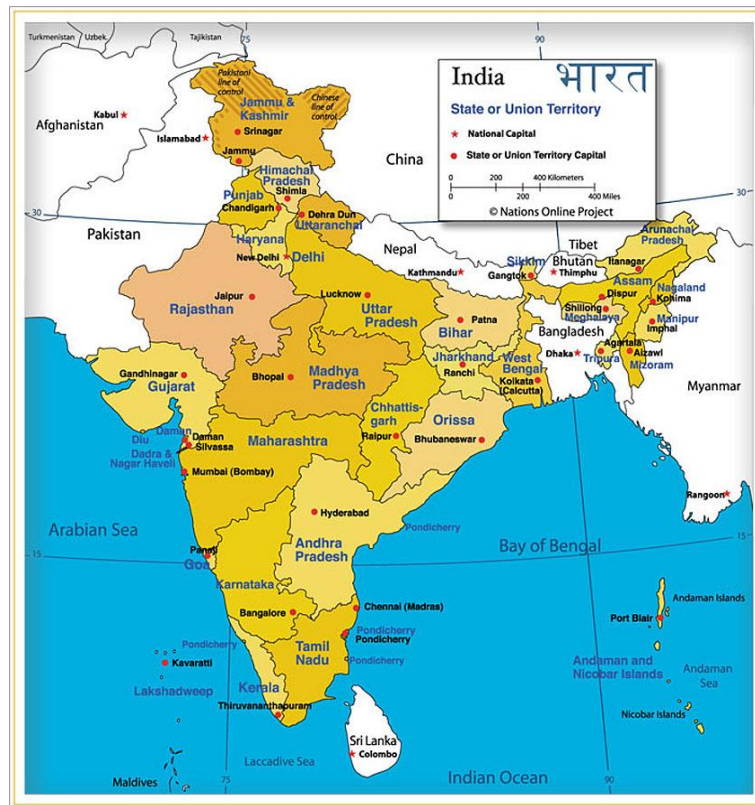 Turkmenistan
Uzbek.
Tajikistan
75
90
Pakistani
line of
control
Chinese
line of
control
Jammu &
Kashmir
Srinagar
Jammu
Kabul
Afghanistan
Islamabad
India
भारत
State or Union Territory
National Capital
State or Union Territory Capital
0 200 400 Kilometers
0 200 400 Miles
© Nations Online Project
China
Himachal
Pradesh
Shimla
Punjab
Chandigarh
Dehra Dun
Uttaranchal
30
30
Pakistan
Haryana
New Delhi
Delhi
Nepal
Kathmandu
Tibet
Sikkim
Gangtok
Bhutan
Thimphu
Arunachal
Pradesh
Itanagar
Assam
Dispur
Nagaland
Kohima
Shillong
Meghalaya
Manipur
Imphal
Jaipur
Rajasthan
Lucknow
Uttar
Pradesh
Patna
Bihar
Bangladesh
Dhaka
Agartala
Tripura
Aizawl
Mizoram
Gandhinagar
Gujarat
Bhopal
Madhya
Pradesh
Jharkhand
Ranchi
West
Bengal
Kolkata
(Calcutta)
Myanmar
Chhattis-
garh
Raipur
Orissa
Bhubaneswar
Daman
Diu
Daman
Silvassa
Dadra &
Nagar Haveli
Maharashtra
Mumbai (Bombay)
Rangoon
Hyderabad
Andhra
Pradesh
Pondicherry
Arabian Sea
Bay of Bengal
15
15
Panaji
Goa
Karnataka
Bangalore
Chennai (Madras)
Pondicherry
Pondicherry
Pondicherry
Pondicherry
Tamil
Nadu
Kavaratti
Lakshadweep
Kerala
Thiruvananthapuram
Andaman Islands
Port Blair
Andaman and
Nicobar Islands
Andaman
Sea
Nicobar Islands
Sri Lanka
Colombo
Laccadive Sea
Maldives
75
Indian Ocean
90